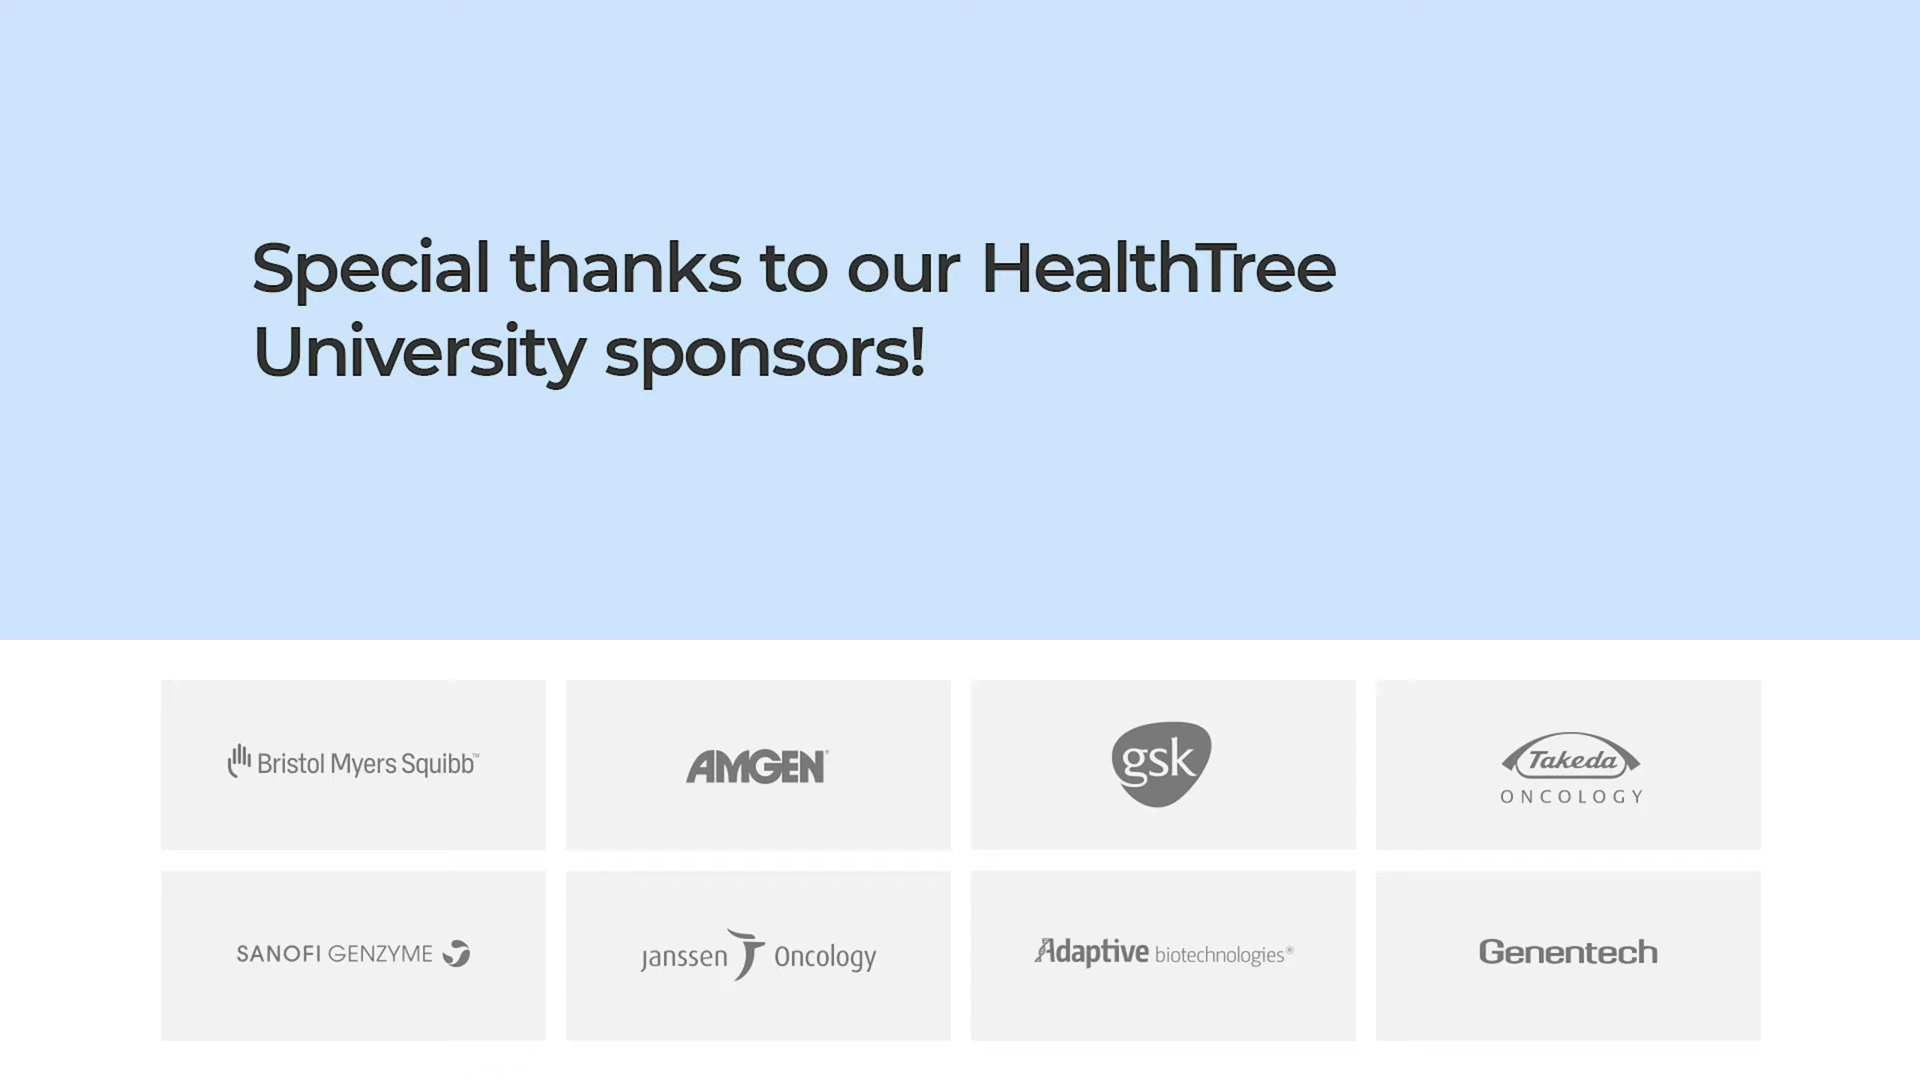 Special thanks to our HealthTree
University sponsors!
Bristol Myers Squibb™
AMGEN®
gsk
Takeda
ONCOLOGY
SANOFI GENZYME
Janssen Oncology
Adaptive biotechnologies®
Genentech